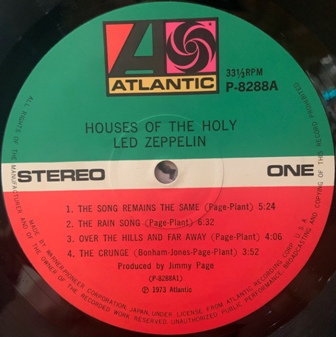 ATLANTIC
33⅓RPM
P-8288A
HOUSES OF THE HOLY
LED ZEPPELIN
STEREO
ONE
1. THE SONG REMAINS THE SAME (Page-Plant) 5:24
2. THE RAIN SONG (Page-Plant) 6:32
3. OVER THE HILLS AND FAR AWAY (Page-Plant) 4:06
4. THE CRUNGE (Bonham-Jones-Page-Plant) 3:52
Produced by Jimmy Page
(P-8288A1)
℗ 1973 Atlantic
ALL RIGHTS OF THE MANUFACTURER AND OF THE OWNER OF THE RECORDED WORK RESERVED. UNAUTHORIZED PUBLIC PERFORMANCE, BROADCASTING AND COPYING OF THIS RECORD
MADE BY WARNER-PIONEER CORPORATION JAPAN, UNDER LICENSE FROM ATLANTIC RECORDING CORP., U.S.A.